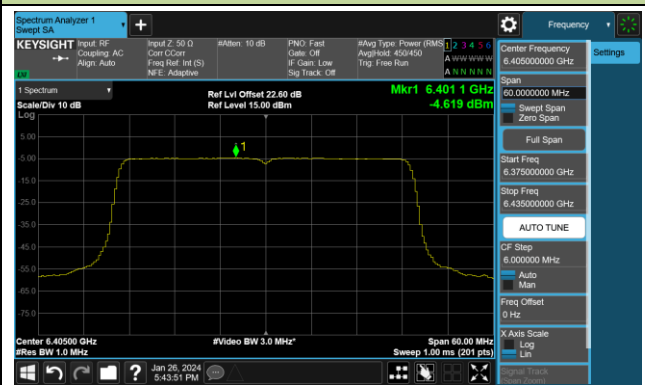 Spectrum Analyzer 1
Swept SA
Frequency
KEYSIGHT
Input: RF
Coupling: AC
Align: Auto
Input Z: 50 Ω
Corr CCorr
Freq Ref: Int (S)
NFE: Adaptive
#Atten: 10 dB
PNO: Fast
Gate: Off
IF Gain: Low
Sig Track: Off
#Avg Type: Power (RMS
Avg|Hold: 450/450
Trig: Free Run
1 2 3 4 5 6
A W W W W W
A N N N N N
LXI
Settings
Center Frequency
6.405000000 GHz
Span
60.0000000 MHz
Swept Span
Zero Span
Full Span
Start Freq
6.375000000 GHz
Stop Freq
6.435000000 GHz
AUTO TUNE
CF Step
6.000000 MHz
Auto
Man
Freq Offset
0 Hz
X Axis Scale
Log
Lin
Signal Track
(Span Zoom)
1 Spectrum
Scale/Div 10 dB
Ref Lvl Offset 22.60 dB
Ref Level 15.00 dBm
Mkr1 6.401 1 GHz
-4.619 dBm
Log
1
5.00
-5.00
-15.0
-25.0
-35.0
-45.0
-55.0
-65.0
-75.0
Center 6.40500 GHz
#Res BW 1.0 MHz
#Video BW 3.0 MHz*
Span 60.00 MHz
Sweep 1.00 ms (201 pts)
?
Jan 26, 2024
5:43:51 PM